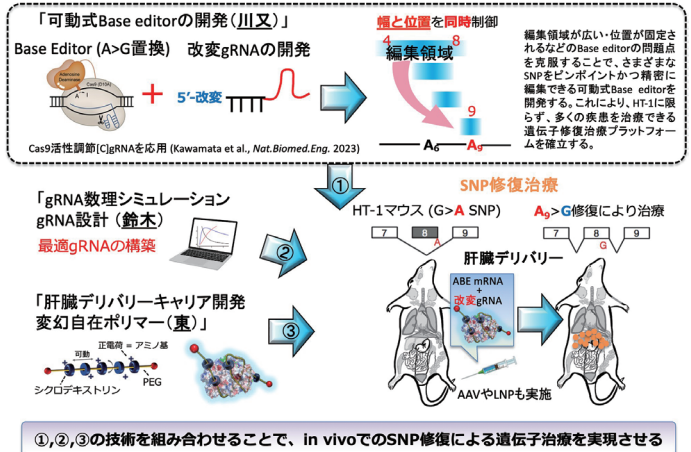 「可動式Base editorの開発（川又）」
幅と位置を同時制御
Base Editor (A>G置換)
改変gRNAの開発
4
8
編集領域
Adenosine
Deaminase
Cas9 (D10A)
A
I
+
5’-改変
9
A6
A9
Cas9活性調節[C]gRNAを応用 (Kawamata et al., Nat.Biomed.Eng. 2023)
編集領域が広い・位置が固定さ
れるなどのBase editorの問題点
を克服することで、さまざまな
SNPをピンポイントかつ精密に
編集できる可動式Base editorを
開発する。これにより、HT-1に限
らず、多くの疾患を治療できる
遺伝子修復治療プラットフォー
ムを確立する。
①
「gRNA数理シミュレーション
gRNA設計（鈴木）
最適gRNAの構築
②
SNP修復治療
HT-1マウス (G>A SNP)
A9>G修復により治療
7
8
9
A
7
8
9
G
肝臓デリバリー
ABE mRNA
+
改変gRNA
「肝臓デリバリーキャリア開発
変幻自在ポリマー（東）」
③
正電荷 = アミノ基
可動
シクロデキストリン
PEG
AAVやLNPも実施
①,②,③の技術を組み合わせることで、in vivoでのSNP修復による遺伝子治療を実現させる